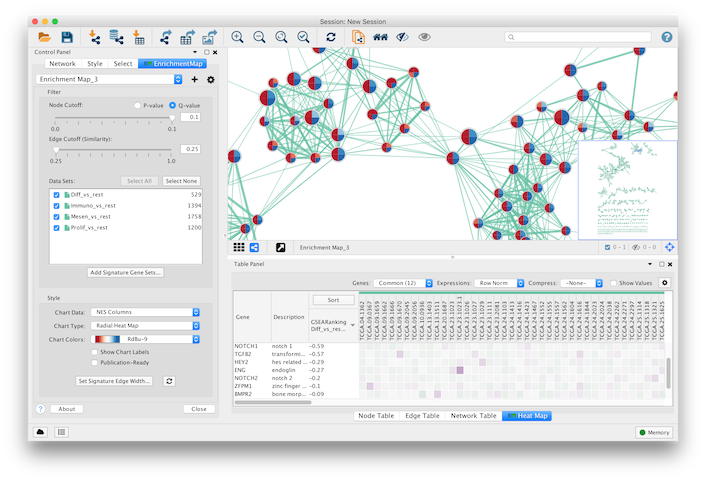 Session: New Session
Control Panel
Network Style Select EnrichmentMap
Enrichment Map_3
Filter
Node Cutoff: P-value Q-value
0.1
0.0 0.1
Edge Cutoff (Similarity):
0.25
0.25 1.0
Data Sets: Select All Select None
Diff_vs_rest 529
Immuno_vs_rest 1394
Mesen_vs_rest 1758
Prolif_vs_rest 1200
Add Signature Gene Sets...
Style
Chart Data: NES Columns
Chart Type: Radial Heat Map
Chart Colors: RdBu-9
Show Chart Labels
Publication-Ready
Set Signature Edge Width...
? About Close
Enrichment Map_3
0 - 1 0 - 0
Table Panel
Genes: Common (12) Expressions: Row Norm Compress: -None- Show Values
Sort
Gene Description GSEARanking
Diff_vs_res...
NOTCH1 notch 1 -0.59
TGFB2 transformi... -0.57
HEY2 hes related ... -0.29
ENG endoglin -0.27
NOTCH2 notch 2 -0.2
ZFPM1 zinc finger ... -0.1
BMPR2 bone morp... -0.09
Node Table Edge Table Network Table Heat Map
Memory